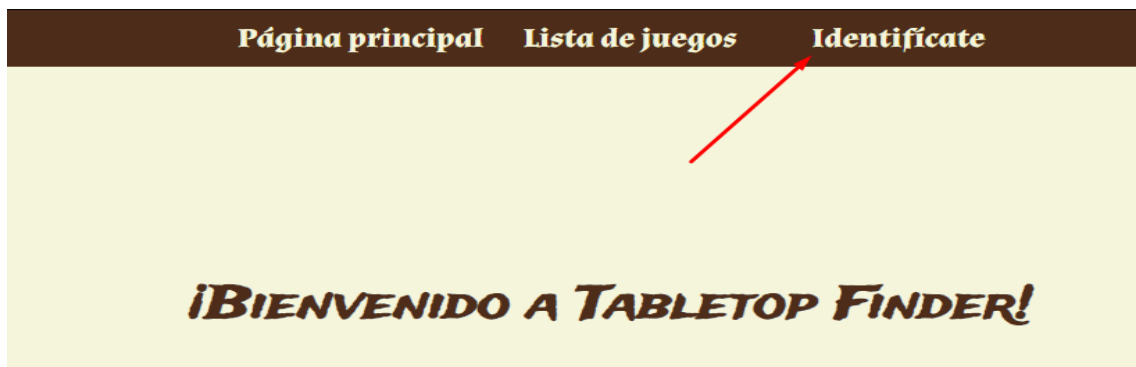 Página principal Lista de juegos Identifícate
¡Bienvenido a Tabletop Finder!